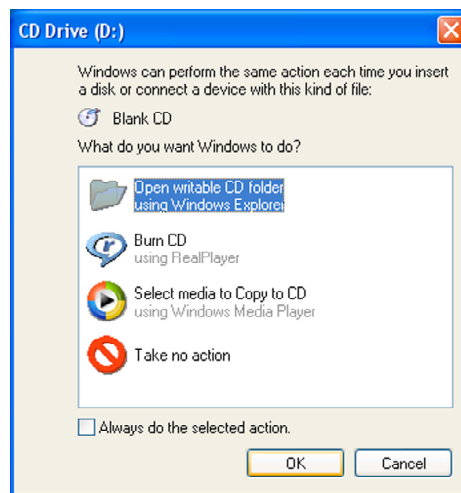 CD Drive (D:)
Windows can perform the same action each time you insert
a disk or connect a device with this kind of file:
Blank CD
What do you want Windows to do?
Open writable CD folder
using Windows Explorer
Burn CD
using RealPlayer
Select media to Copy to CD
using Windows Media Player
Take no action
Always do the selected action.
OK
Cancel